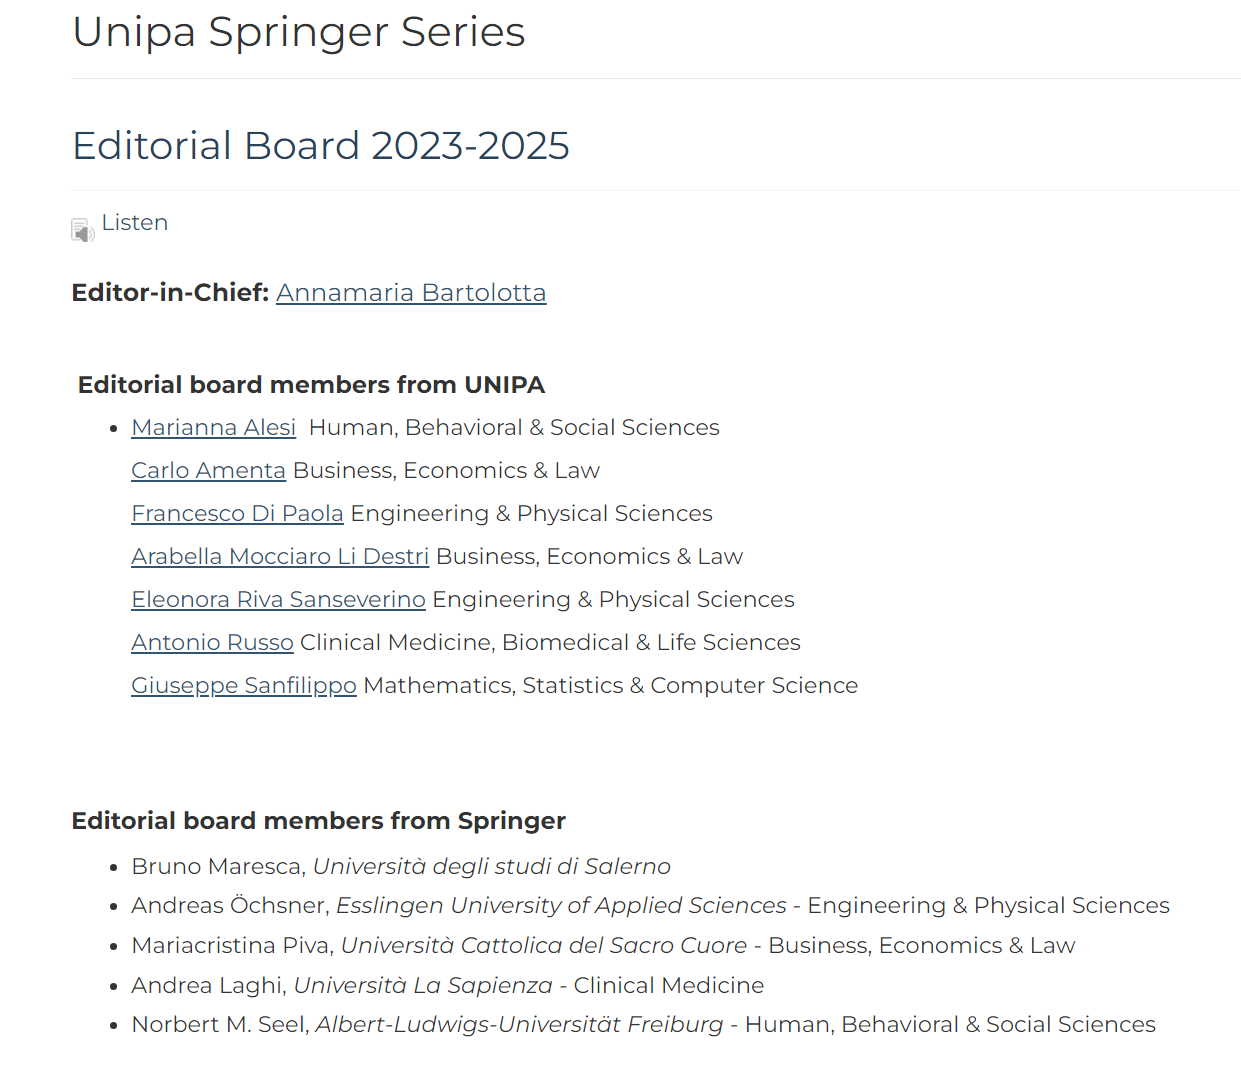 Unipa Springer Series
Editorial Board 2023-2025
Listen
Editor-in-Chief: Annamaria Bartolotta
Editorial board members from UNIPA
• Marianna Alesi  Human, Behavioral & Social Sciences
Carlo Amenta Business, Economics & Law
Francesco Di Paola Engineering & Physical Sciences
Arabella Mocciaro Li Destri Business, Economics & Law
Eleonora Riva Sanseverino Engineering & Physical Sciences
Antonio Russo Clinical Medicine, Biomedical & Life Sciences
Giuseppe Sanfilippo Mathematics, Statistics & Computer Science
Editorial board members from Springer
• Bruno Maresca, Università degli studi di Salerno
• Andreas Öchsner, Esslingen University of Applied Sciences - Engineering & Physical Sciences
• Mariacristina Piva, Università Cattolica del Sacro Cuore - Business, Economics & Law
• Andrea Laghi, Università La Sapienza - Clinical Medicine
• Norbert M. Seel, Albert-Ludwigs-Universität Freiburg - Human, Behavioral & Social Sciences